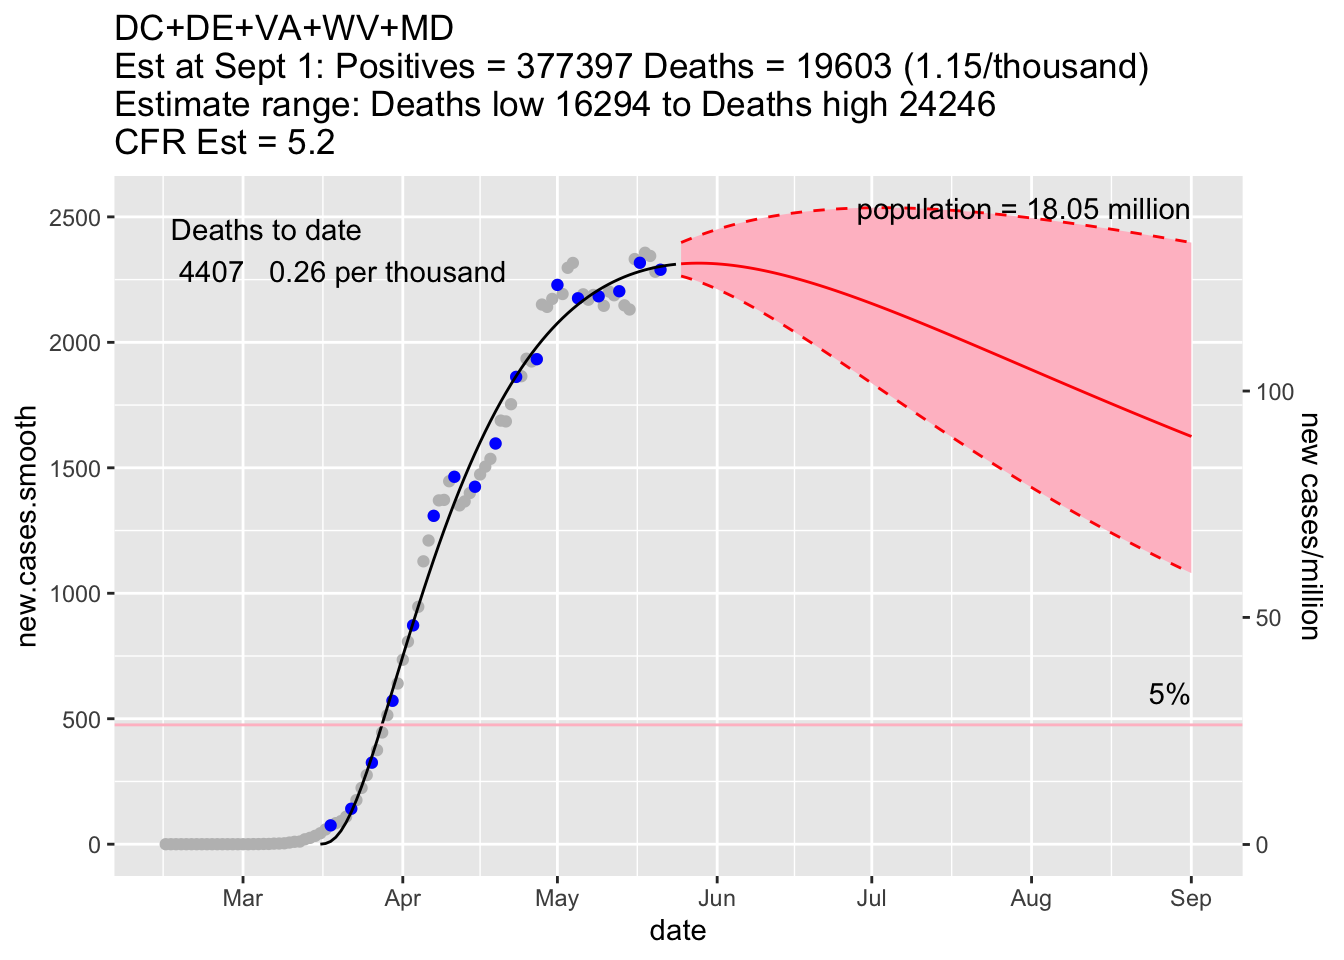 DC+DE+VA+WV+MD
Est at Sept 1: Positives = 377397 Deaths = 19603 (1.15/thousand)
Estimate range: Deaths low 16294 to Deaths high 24246
CFR Est = 5.2
population = 18.05 million
Deaths to date
4407 0.26 per thousand
5%
new.cases.smooth
2500
2000
1500
1000
500
0
100
50
0
new cases/million
Mar Apr May Jun Jul Aug Sep
date